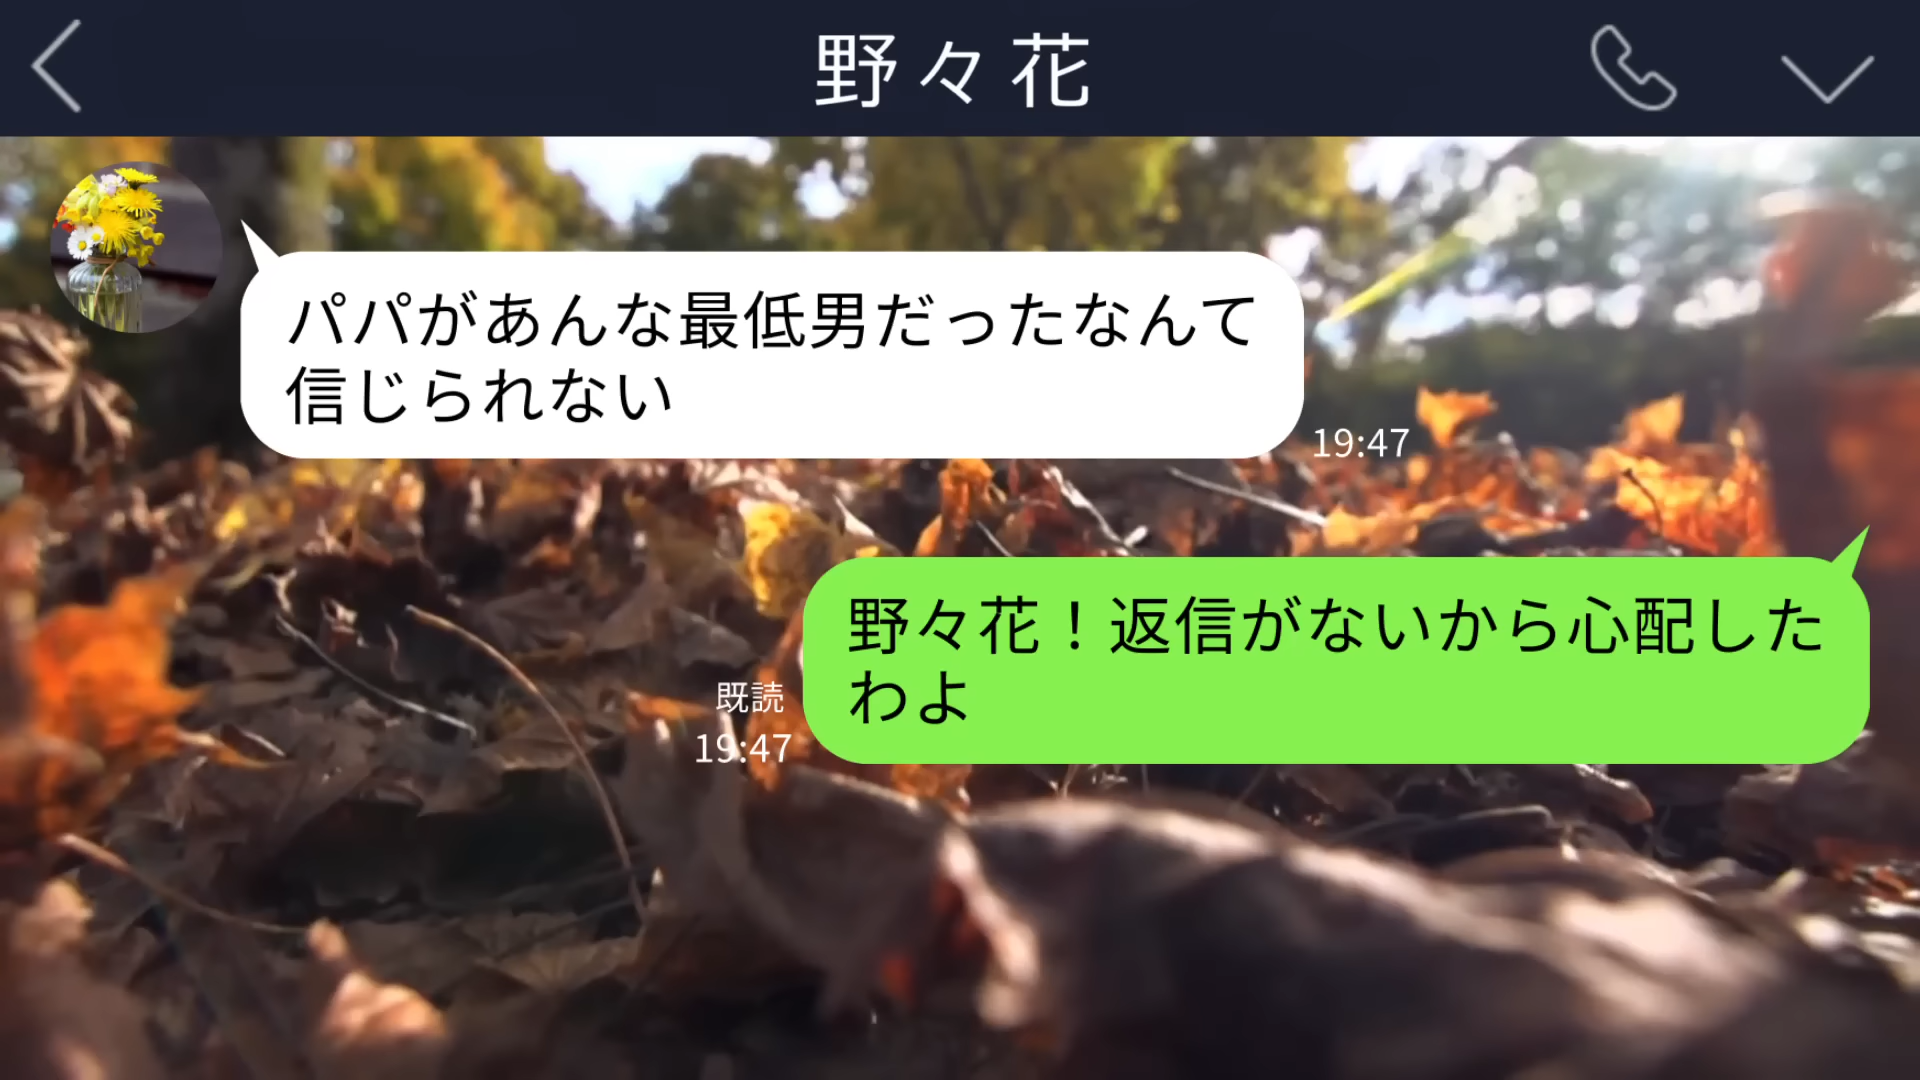 野々花
パパがあんな最低男だったなんて
信じられない
19:47
野々花！返信がないから心配した
わよ
既読
19:47